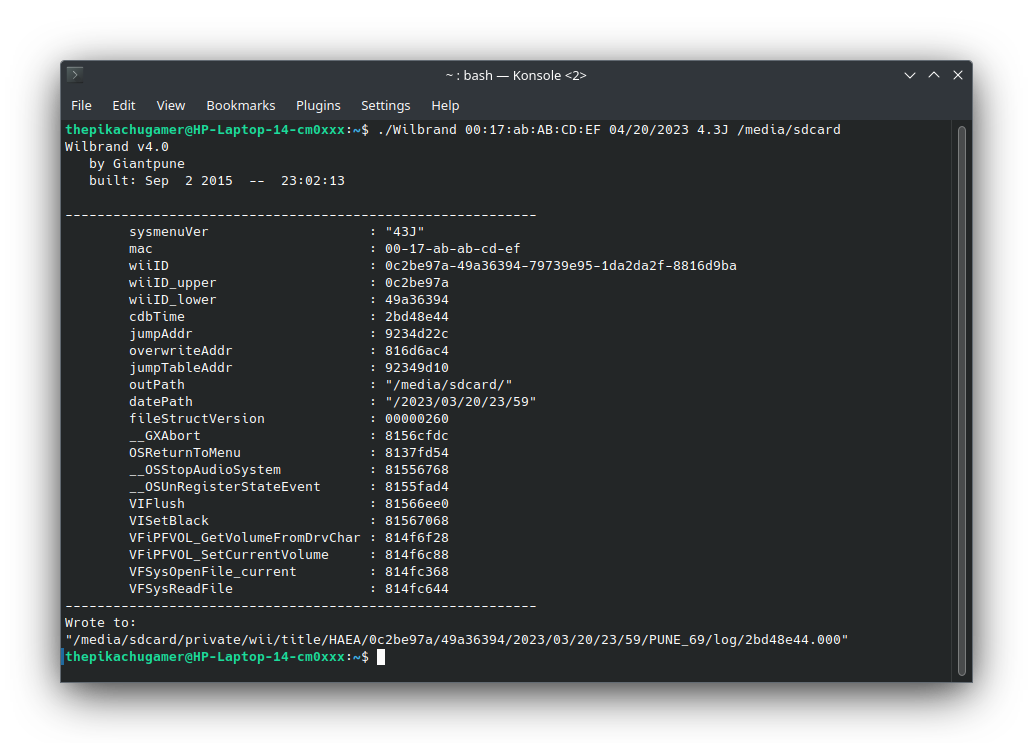 ~ : bash — Konsole <2>
File Edit View Bookmarks Plugins Settings Help
thepikachugamer@HP-Laptop-14-cm0xxx:~$ ./Wilbrand 00:17:ab:AB:CD:EF 04/20/2023 4.3J /media/sdcard
Wilbrand v4.0
   by Giantpune
   built: Sep  2 2015  --  23:02:13

-----------------------------------------------------------
        sysmenuVer                    : "43J"
        mac                           : 00-17-ab-ab-cd-ef
        wiiID                         : 0c2be97a-49a36394-79739e95-1da2da2f-8816d9ba
        wiiID_upper                   : 0c2be97a
        wiiID_lower                   : 49a36394
        cdbTime                       : 2bd48e44
        jumpAddr                      : 9234d22c
        overwriteAddr                 : 816d6ac4
        jumpTableAddr                 : 92349d10
        outPath                       : "/media/sdcard/"
        datePath                      : "/2023/03/20/23/59"
        fileStructVersion             : 00000260
        __GXAbort                     : 8156cfdc
        OSReturnToMenu                : 8137fd54
        __OSStopAudioSystem           : 81556768
        __OSUnRegisterStateEvent      : 8155fad4
        VIFlush                       : 81566ee0
        VISetBlack                    : 81567068
        VFiPFVOL_GetVolumeFromDrvChar : 814f6f28
        VFiPFVOL_SetCurrentVolume     : 814f6c88
        VFSysOpenFile_current         : 814fc368
        VFSysReadFile                 : 814fc644
-----------------------------------------------------------
Wrote to:
"/media/sdcard/private/wii/title/HAEA/0c2be97a/49a36394/2023/03/20/23/59/PUNE_69/log/2bd48e44.000"
thepikachugamer@HP-Laptop-14-cm0xxx:~$